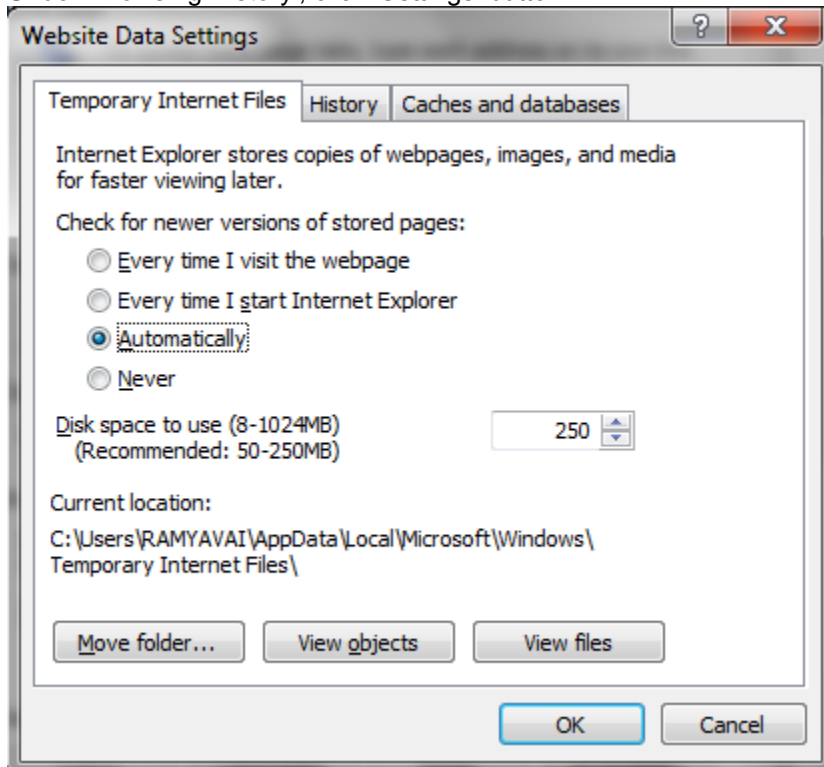 Website Data Settings
Temporary Internet Files History Caches and databases
Internet Explorer stores copies of webpages, images, and media
for faster viewing later.
Check for newer versions of stored pages:
Every time I visit the webpage
Every time I start Internet Explorer
Automatically
Never
Disk space to use (8-1024MB) 250
(Recommended: 50-250MB)
Current location:
C:\Users\RAMYAVAI\AppData\Local\Microsoft\Windows\
Temporary Internet Files\
Move folder... View objects View files
OK Cancel